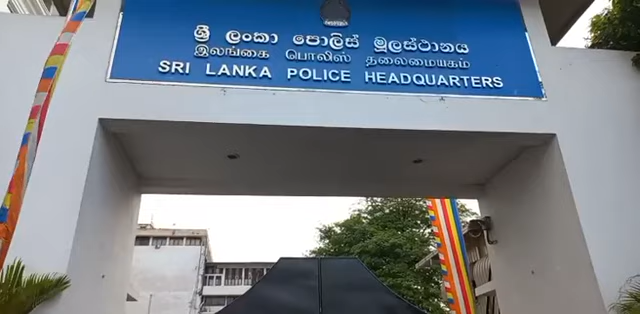 ශ්‍රී ලංකා පොලිස් මූලස්ථානය
இலங்கை பொலிஸ் தலைமையகம்
SRI LANKA POLICE HEADQUARTERS